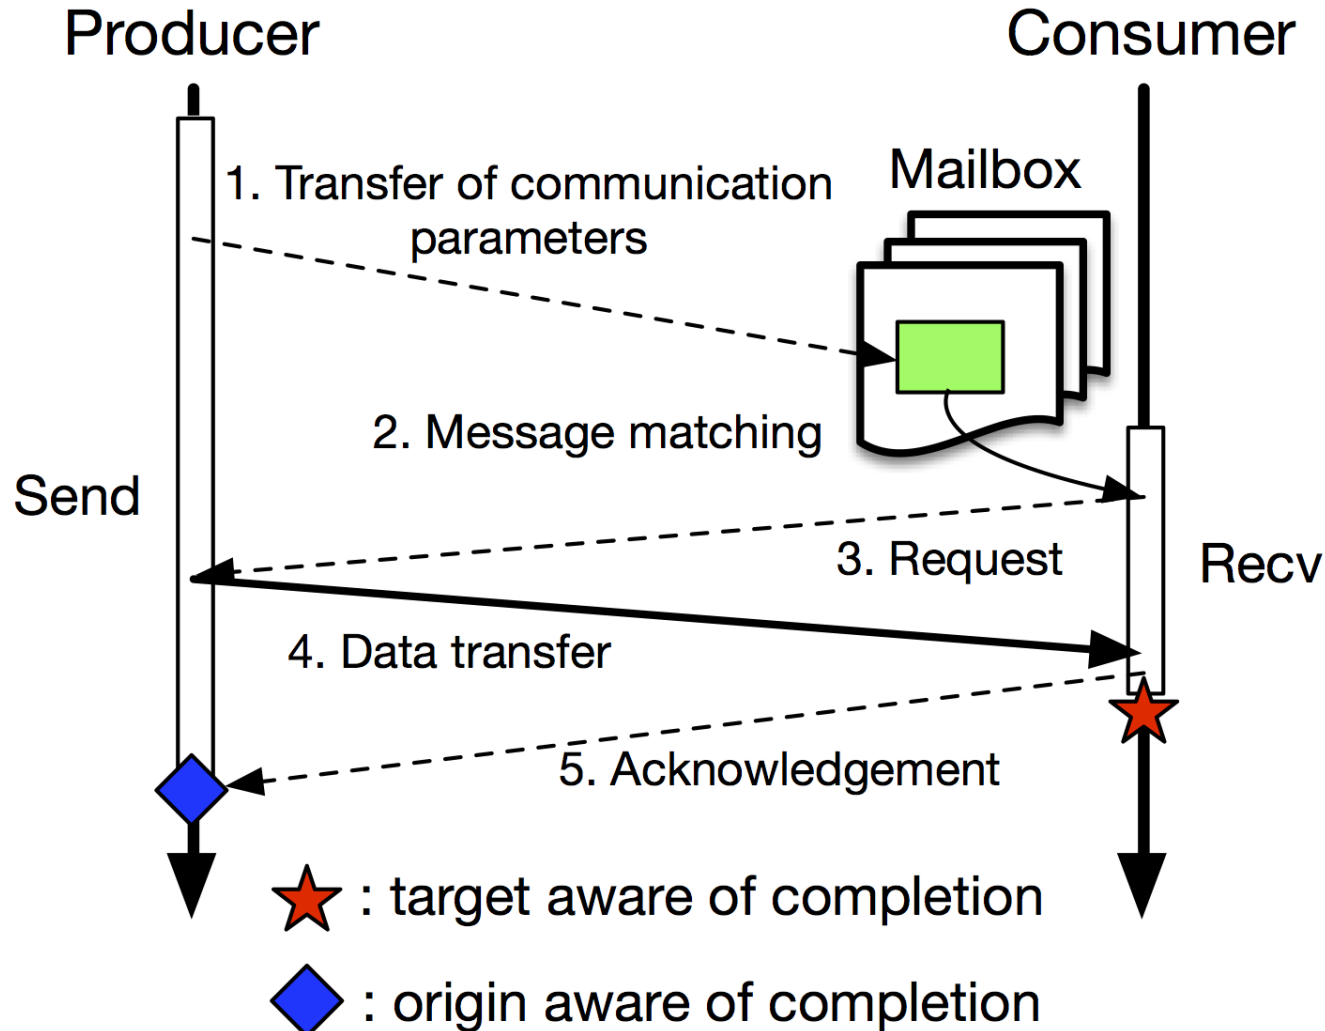 Producer
Consumer
Mailbox
1. Transfer of communication
parameters
2. Message matching
Send
3. Request
Recv
4. Data transfer
5. Acknowledgement
: target aware of completion
: origin aware of completion